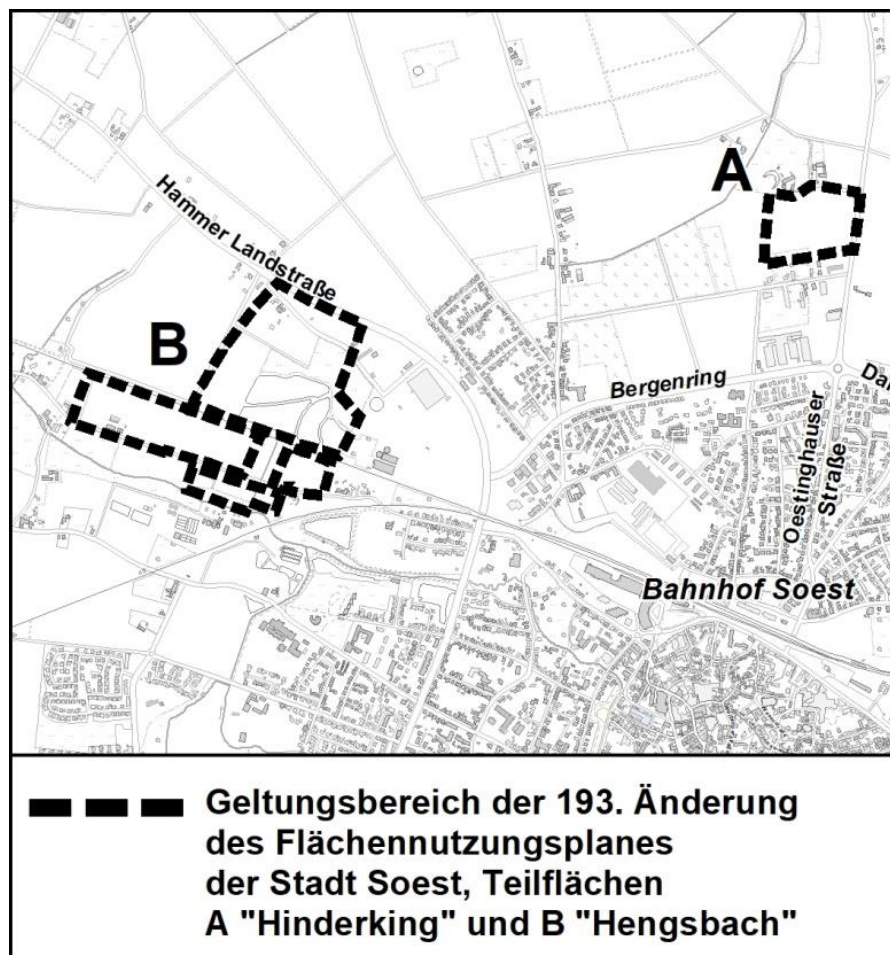 A
Hammer Landstraße
B
Bergenring
Da
Oestinghauser
Straße
Bahnhof Soest
Geltungsbereich der 193. Änderung
des Flächennutzungsplanes
der Stadt Soest, Teilflächen
A "Hinderking" und B "Hengsbach"